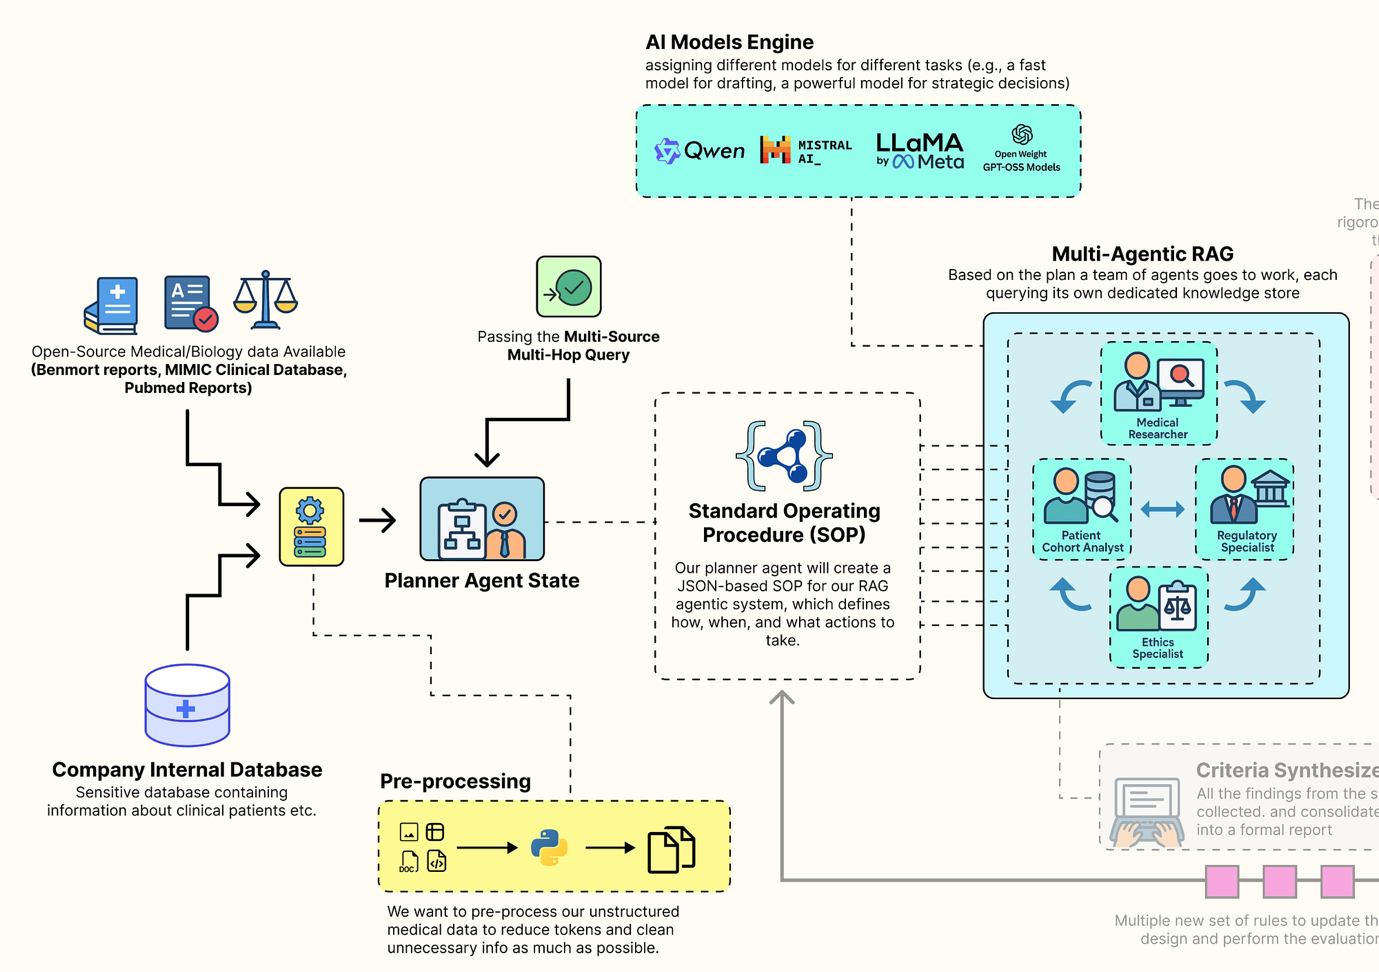 AI Models Engine
assigning different models for different tasks (e.g., a fast
model for drafting, a powerful model for strategic decisions)
Qwen
MISTRAL
AI_
LLaMA
by Meta
Open Weight
GPT-OSS Models
The
rigoro
th
Multi-Agentic RAG
Based on the plan a team of agents goes to work, each
querying its own dedicated knowledge store
A
Open-Source Medical/Biology data Available
(Benmort reports, MIMIC Clinical Database,
Pubmed Reports)
Passing the Multi-Source
Multi-Hop Query
Medical
Researcher
Patient
Cohort Analyst
Regulatory
Specialist
Ethics
Specialist
Standard Operating
Procedure (SOP)
Our planner agent will create a
JSON-based SOP for our RAG
agentic system, which defines
how, when, and what actions to
take.
Planner Agent State
Company Internal Database
Sensitive database containing
information about clinical patients etc.
Pre-processing
DOC
We want to pre-process our unstructured
medical data to reduce tokens and clean
unnecessary info as much as possible.
Criteria Synthesize
All the findings from the s
collected. and consolidate
into a formal report
Multiple new set of rules to update th
design and perform the evaluation